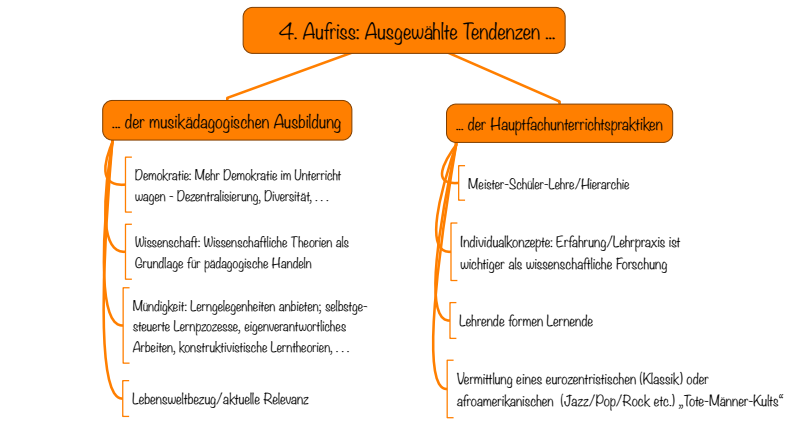 4. Aufriss: Ausgewählte Tendenzen ...
... der musikädagogischen Ausbildung
Demokratie: Mehr Demokratie im Unterricht
wagen - Dezentralisierung, Diversität, . . .
Wissenschaft: Wissenschaftliche Theorien als
Grundlage für pädagogische Handeln
Mündigkeit: Lerngelegenheiten anbieten; selbstge-
steuerte Lernpzozesse, eigenverantwortliches
Arbeiten, konstruktivistische Lerntheorien, . . .
Lebensweltbezug/aktuelle Relevanz
... der Hauptfachunterrichtspraktiken
Meister-Schüler-Lehre/Hierarchie
Individualkonzepte: Erfahrung/Lehrpraxis ist
wichtiger als wissenschaftliche Forschung
Lehrende formen Lernende
Vermittlung eines eurozentristischen (Klassik) oder
afroamerikanischen (Jazz/Pop/Rock etc.) „Tote-Männer-Kults“